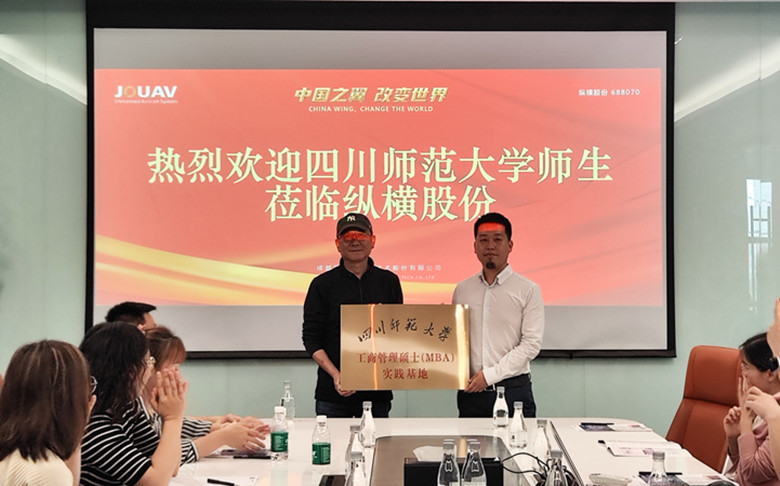 JOUAV
中国之翼 改变世界
CHINA WING, CHANGE THE WORLD
纵横股份 688070
热烈欢迎四川师范大学师生
莅临纵横股份
四川师范大学
工商管理硕士(MBA)
实践基地